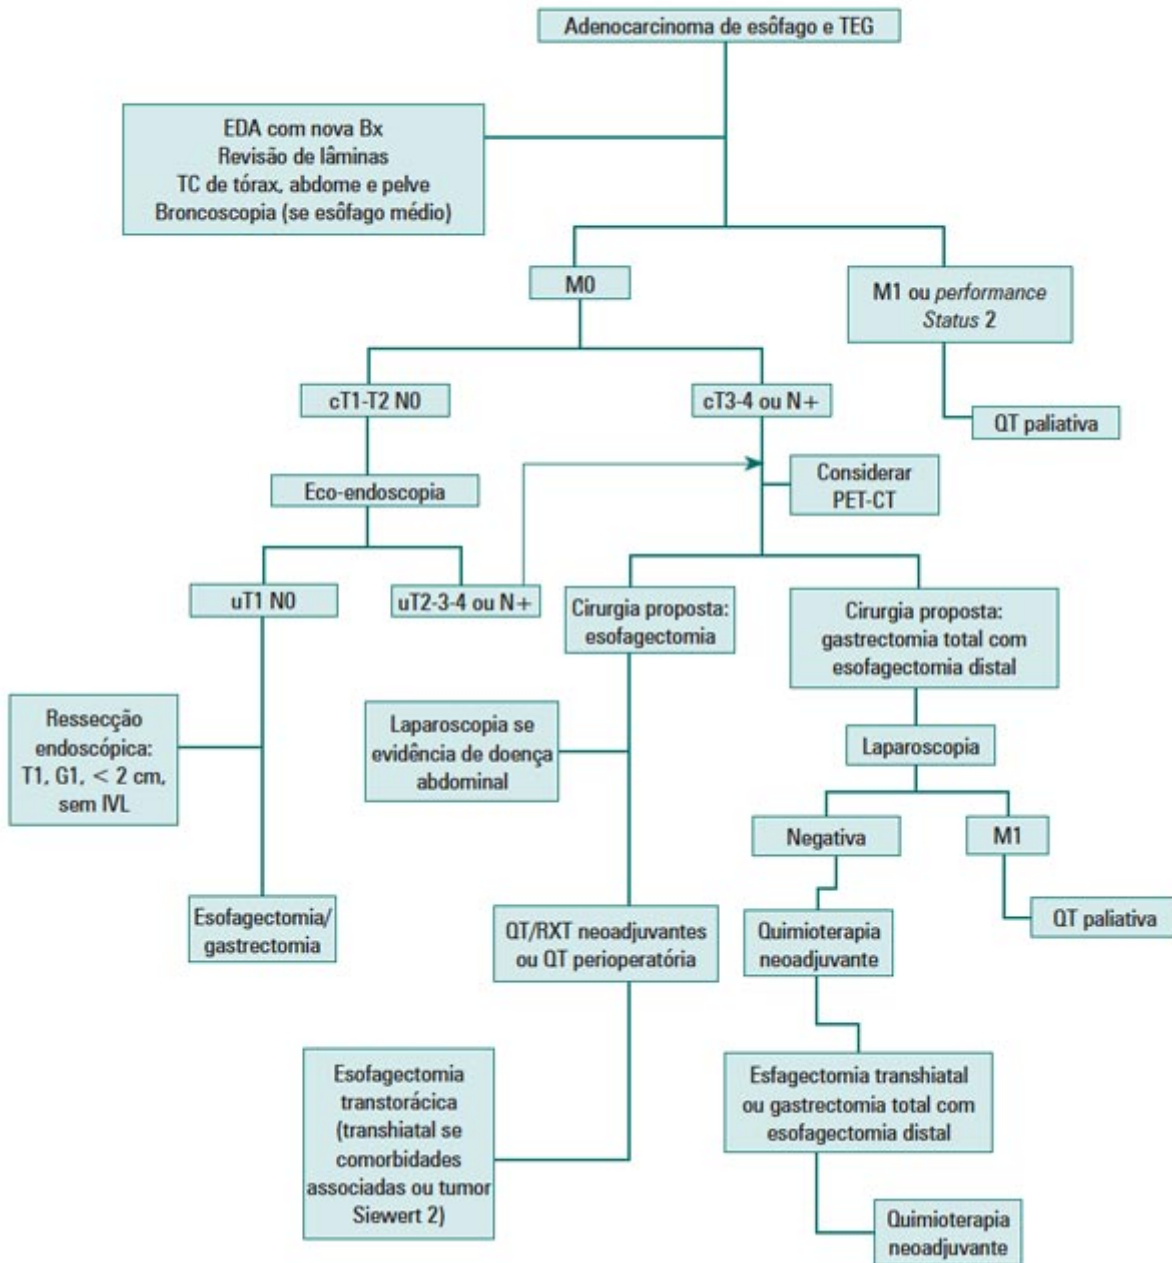 Adenocarcinoma de esôfago e TEG
EDA com nova Bx
Revisão de lâminas
TC de tórax, abdome e pelve
Broncoscopia (se esôfago médio)
M0
M1 ou performance
Status 2
cT1-T2 N0
cT3-4 ou N+
QT paliativa
Eco-endoscopia
Considerar
PET-CT
uT1 N0
uT2-3-4 ou N+
Cirurgia proposta:
esofagectomia
Cirurgia proposta:
gastrectomia total com
esofagectomia distal
Ressecção
endoscópica:
T1, G1, < 2 cm,
sem IVL
Laparoscopia se
evidência de doença
abdominal
Laparoscopia
Negativa
M1
Esofagectomia/
gastrectomia
QT/RXT neoadjuvantes
ou QT perioperatória
Quimioterapia
neoadjuvante
QT paliativa
Esofagectomia
transtorácica
(transhiatal se
comorbidades
associadas ou tumor
Siewert 2)
Esfagectomia transhiatal
ou gastrectomia total com
esofagectomia distal
Quimioterapia
neoadjuvante